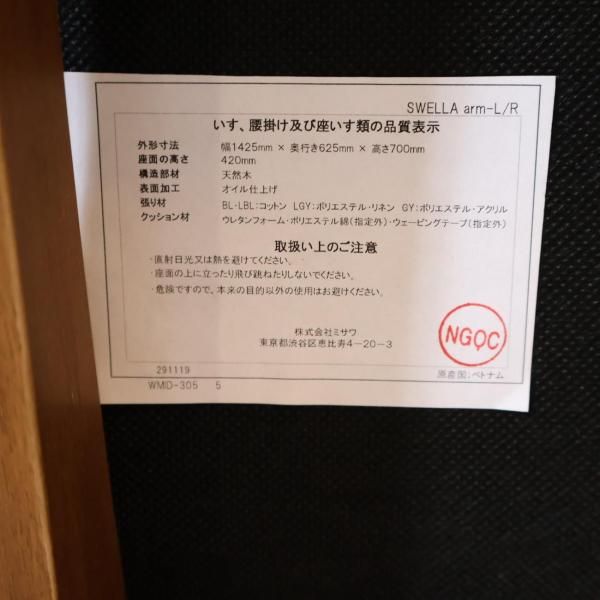 SWELLA arm-L/R
いす、腰掛け及び座いす類の品質表示
外形寸法 幅1425mm × 奥行き625mm × 高さ700mm
座面の高さ 420mm
構造部材 天然木
表面加工 オイル仕上げ
張り材 BL・LBL:コットン LGY:ポリエステル・リネン GY:ポリエステル・アクリル
クッション材 ウレタンフォーム・ポリエステル綿(指定外)・ウェービングテープ(指定外)
取扱い上のご注意
・直射日光又は熱を避けてください。
・座面の上に立ったり飛び跳ねたりしないでください。
・危険ですので、本来の目的以外の使用はお避けください。
株式会社ミサワ
東京都渋谷区恵比寿4-20-3
NGOC
291119
原産国:ベトナム
WMID-305 5